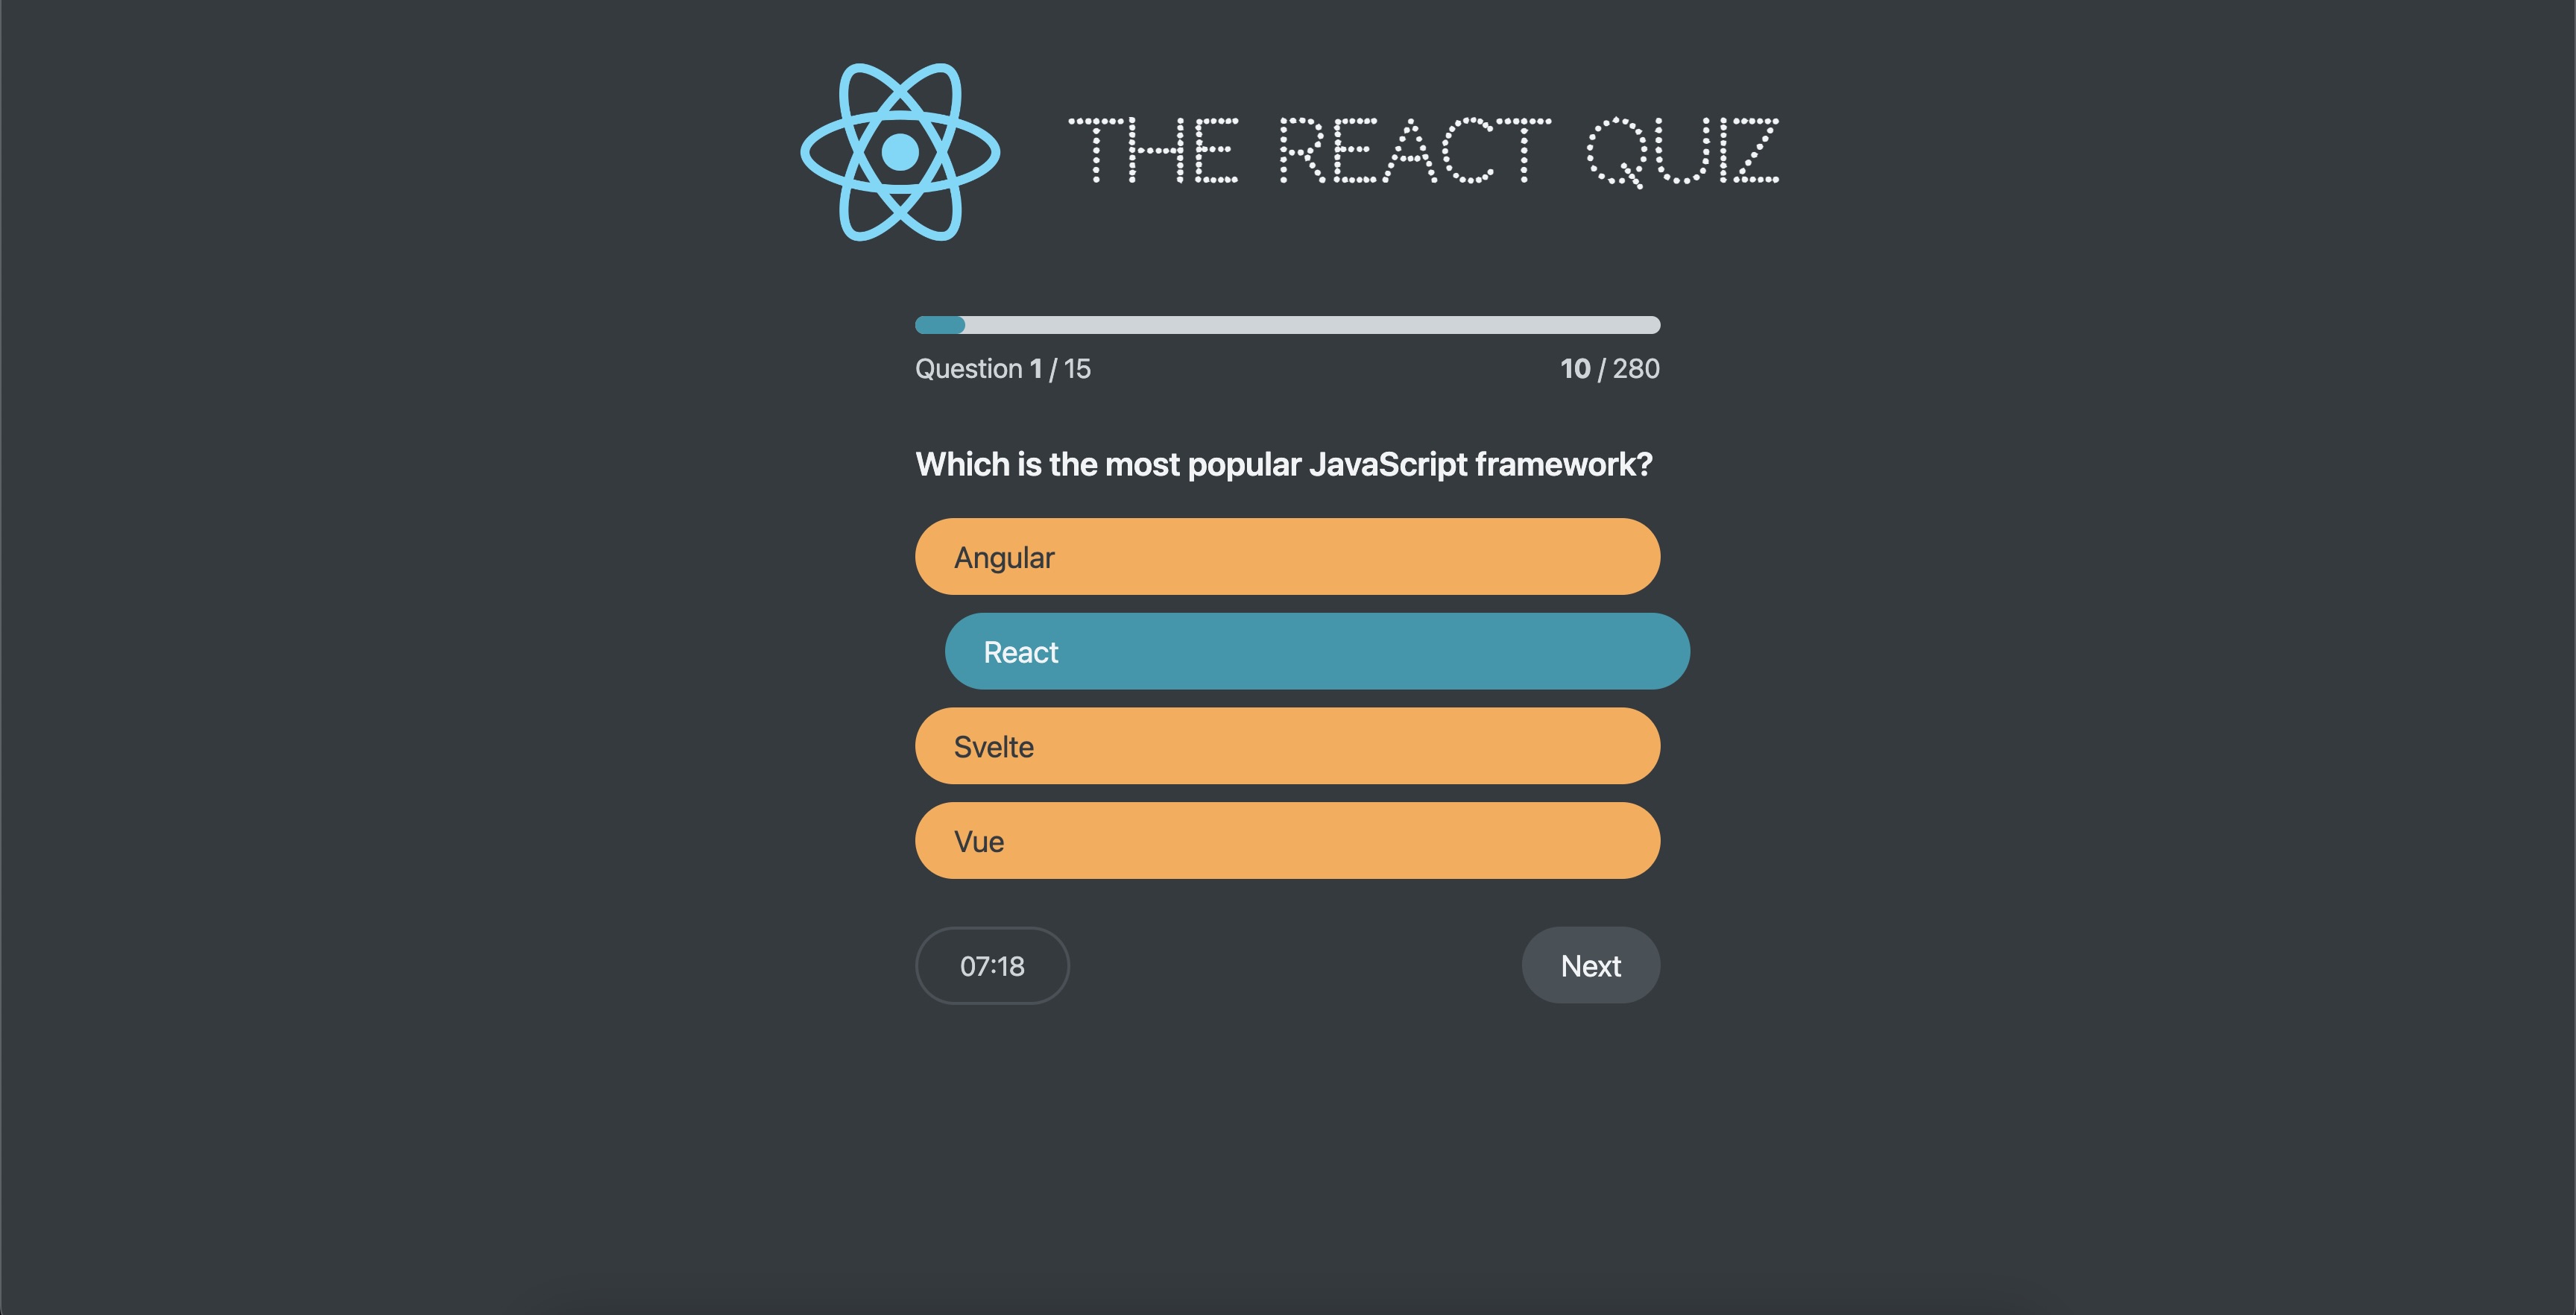 THE REACT QUIZ
Question 1 / 15
10 / 280
Which is the most popular JavaScript framework?
Angular
React
Svelte
Vue
07:18
Next